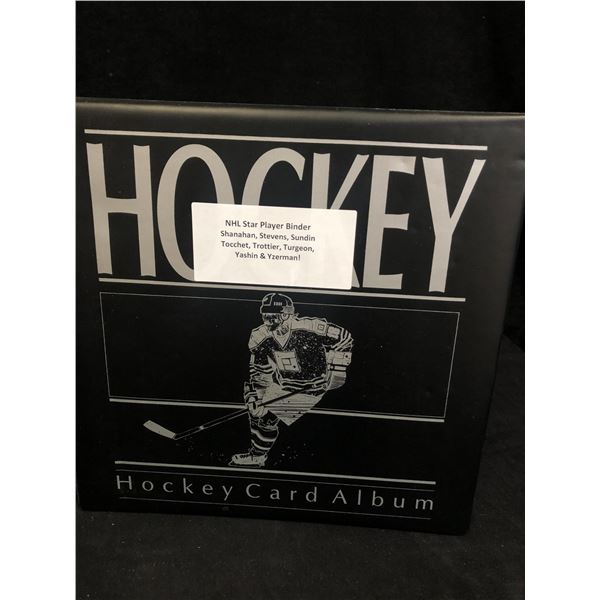 HOCKEY
NHL Star Player Binder
Shanahan, Stevens, Sundin
Tocchet, Trottier, Turgeon,
Yashin & Yzerman!
Hockey Card Album